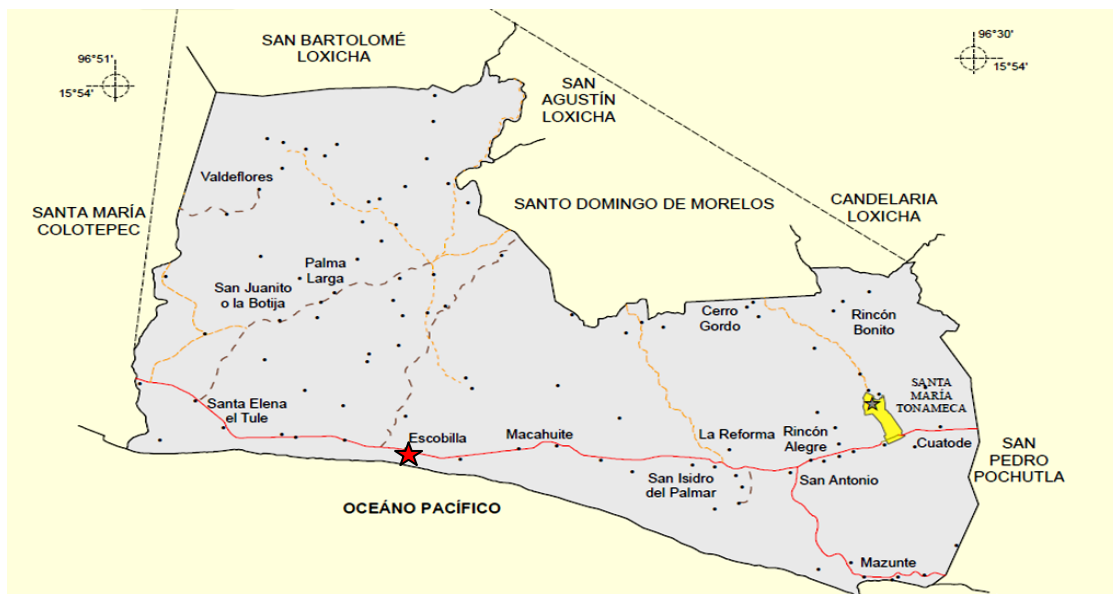 SAN BARTOLOMÉ
LOXICHA
96°51'
15°54'
96°30'
15°54'
SAN
AGUSTÍN
LOXICHA
Valdeflores
SANTA MARÍA
COLOTEPEC
SANTO DOMINGO DE MORELOS
CANDELARIA
LOXICHA
Palma
Larga
San Juanito
o la Botija
Cerro
Gordo
Rincón
Bonito
SANTA
MARÍA
TONAMECA
Santa Elena
el Tule
Escobilla
Macahuite
La Reforma
Rincón
Alegre
Cuatode
SAN
PEDRO
POCHUTLA
San Isidro
del Palmar
San Antonio
OCEÁNO PACÍFICO
Mazunte